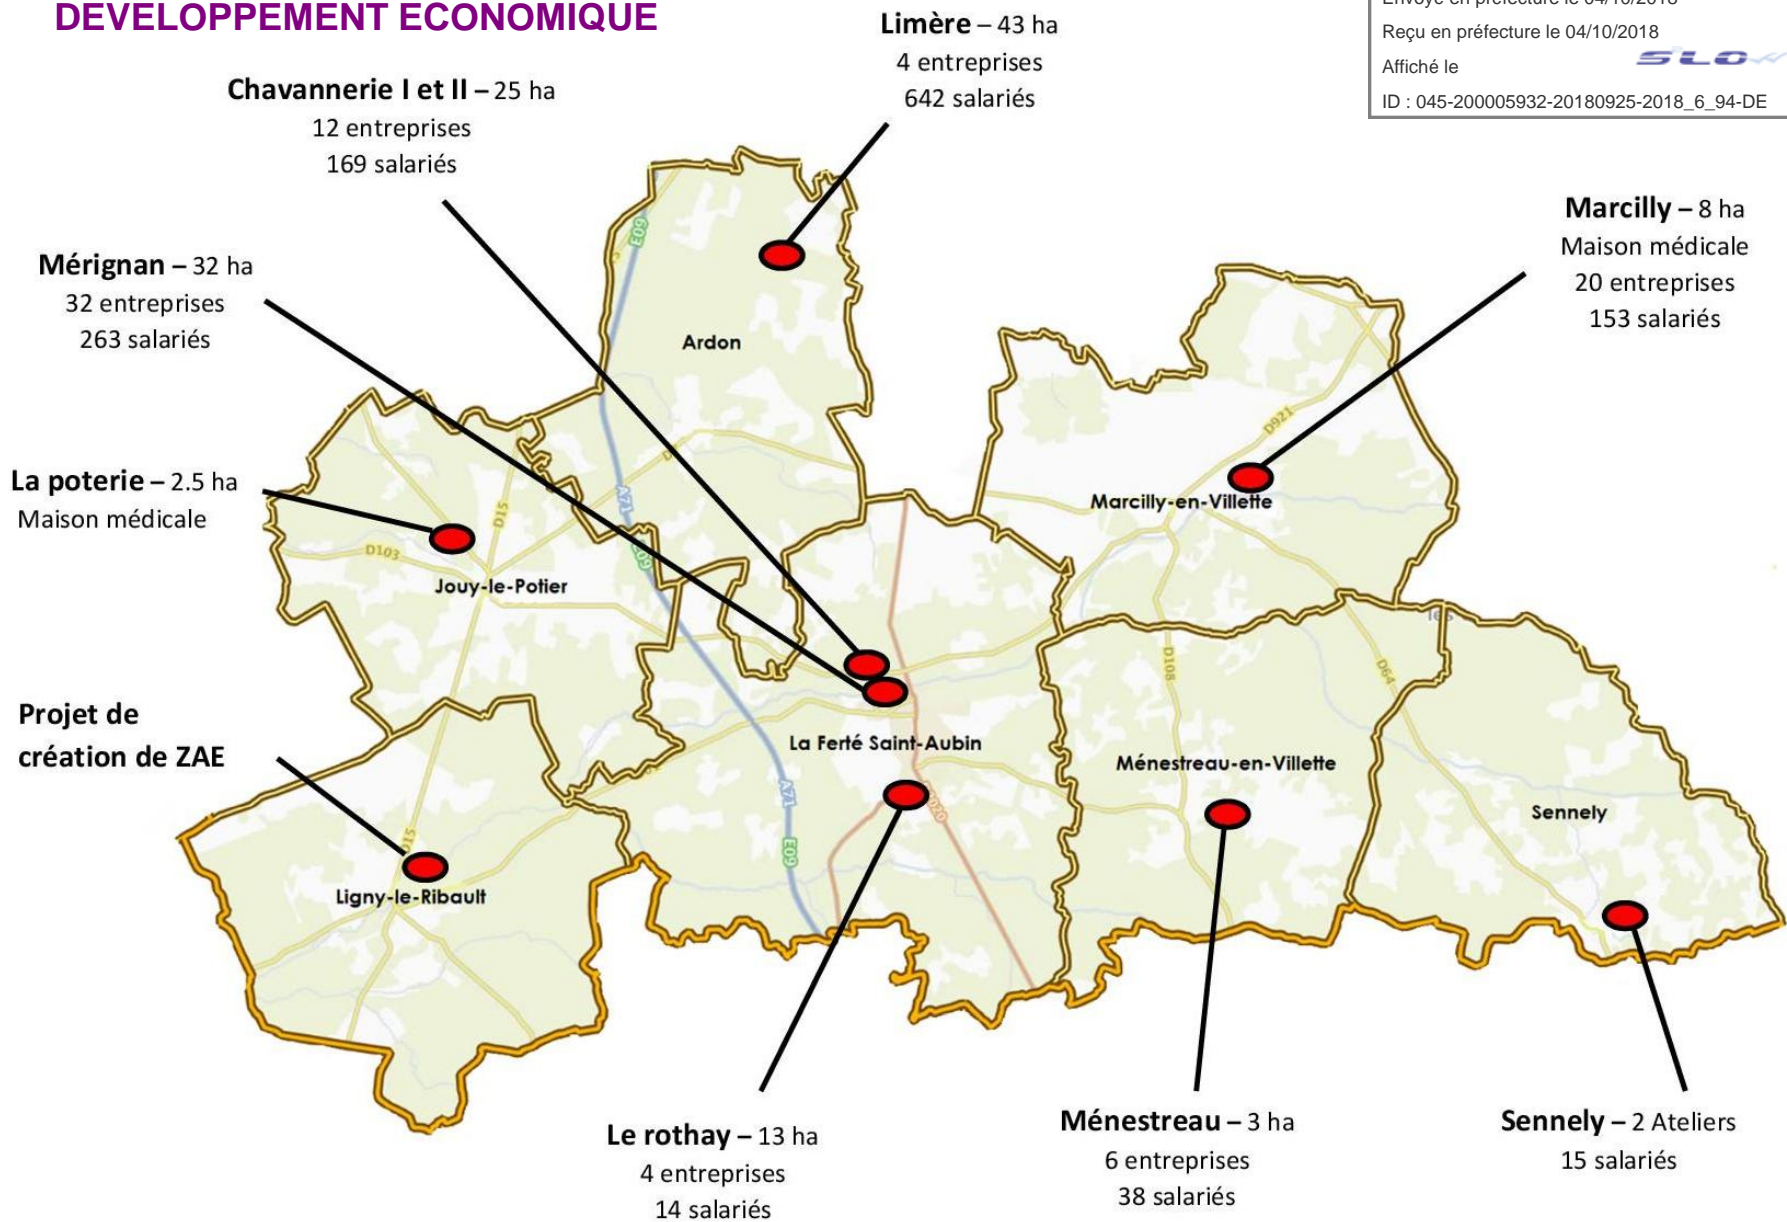 DEVELOPPEMENT ECONOMIQUE
Reçu en préfecture le 04/10/2018
Affiché le
SLO
ID : 045-200005932-20180925-2018_6_94-DE
Limère – 43 ha
4 entreprises
642 salariés
Chavannerie I et II – 25 ha
12 entreprises
169 salariés
Marcilly – 8 ha
Maison médicale
20 entreprises
153 salariés
Mérignan – 32 ha
32 entreprises
263 salariés
E09
Ardon
D921
La poterie – 2.5 ha
Maison médicale
D15
A71
Marcilly-en-Villette
D103
Jouy-le-Potier
D108
D64
Projet de
création de ZAE
La Ferté Saint-Aubin
Ménestreau-en-Villette
Sennely
A71
E09
D15
Ligny-le-Ribault
Le rothay – 13 ha
4 entreprises
14 salariés
Ménestreau – 3 ha
6 entreprises
38 salariés
Sennely – 2 Ateliers
15 salariés